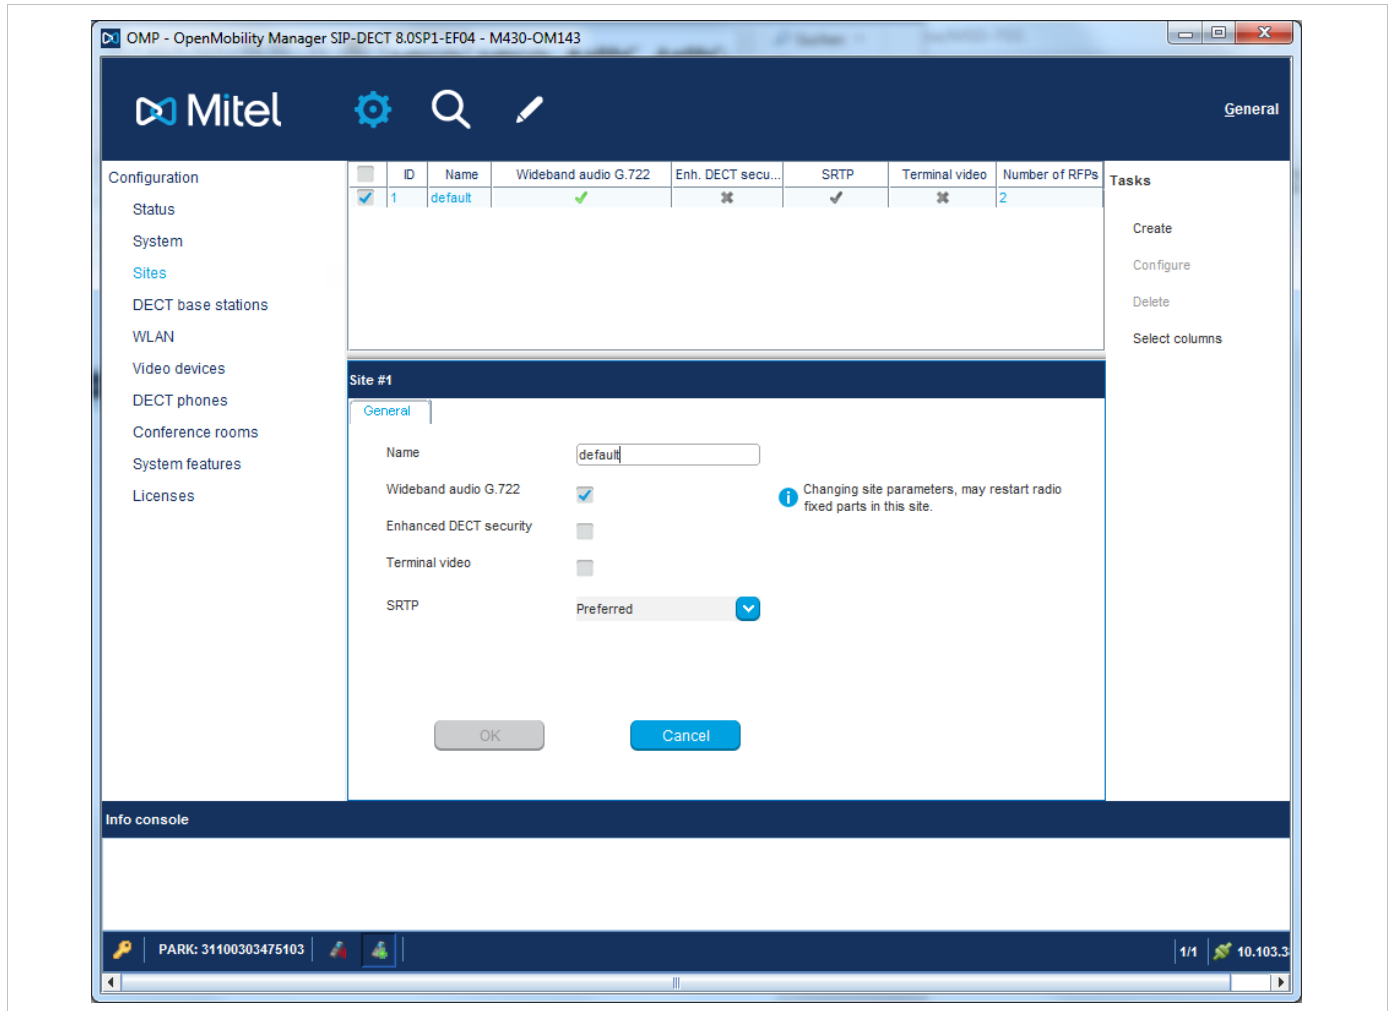 OMP - OpenMobility Manager SIP-DECT 8.0SP1-EF04 - M430-OM143
Mitel
General
Configuration
Status
System
Sites
DECT base stations
WLAN
Video devices
DECT phones
Conference rooms
System features
Licenses
ID Name Wideband audio G.722 Enh. DECT secu... SRTP Terminal video Number of RFPs
1 default 2
Tasks
Create
Configure
Delete
Select columns
Site #1
General
Name default
Wideband audio G.722
Changing site parameters, may restart radio
fixed parts in this site.
Enhanced DECT security
Terminal video
SRTP Preferred
OK Cancel
Info console
PARK: 31100303475103 1/1 10.103.3